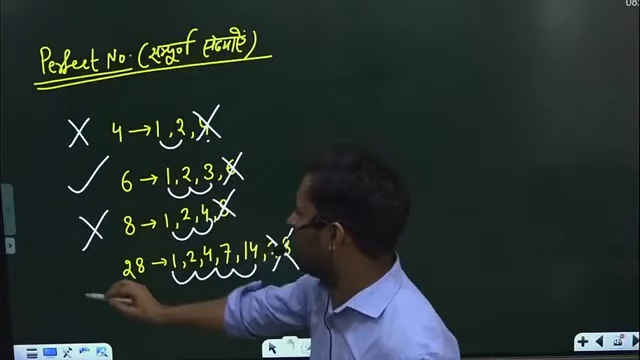 Perfect No. (सम्पूर्ण संख्याएँ)
4 → 1, 2, 4
6 → 1, 2, 3, 6
8 → 1, 2, 4, 8
28 → 1, 2, 4, 7, 14, 28